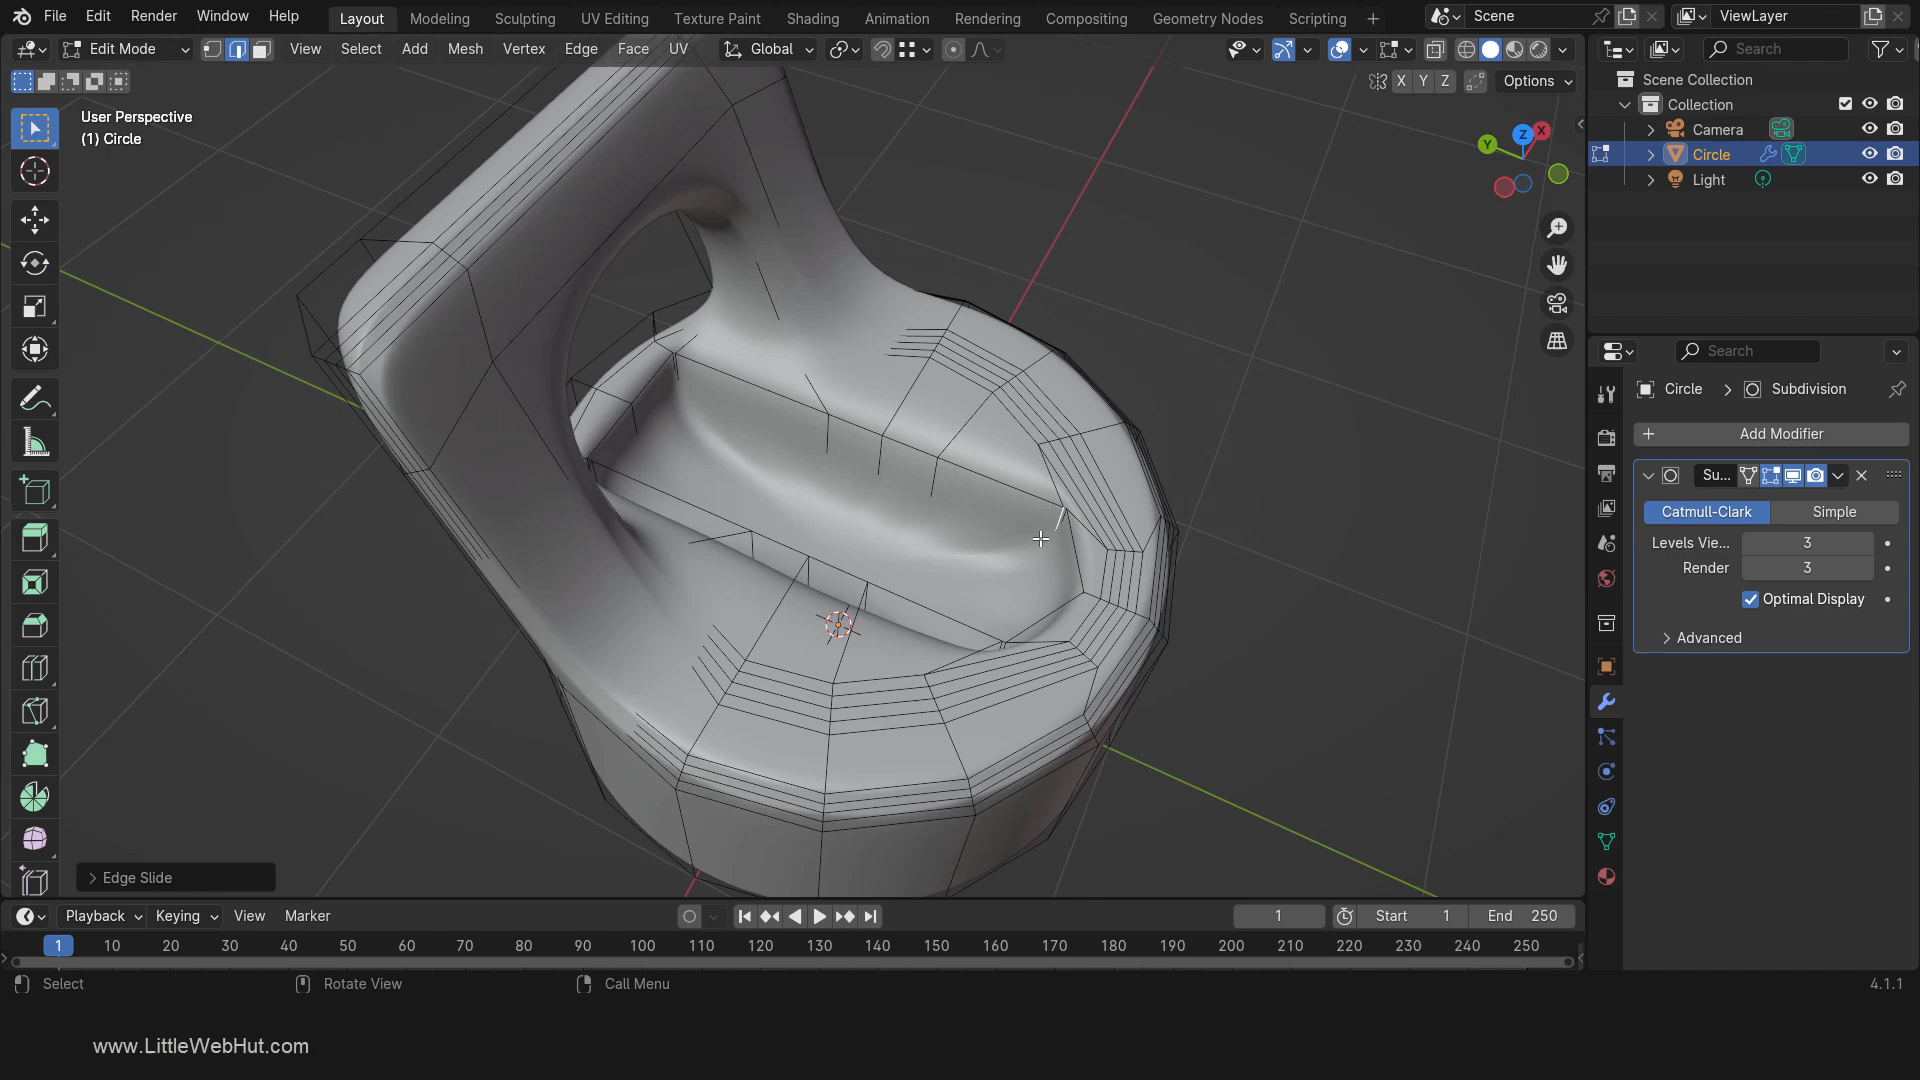 File Edit Render Window Help Layout Modeling Sculpting UV Editing Texture Paint Shading Animation Rendering Compositing Geometry Nodes Scripting + Scene ViewLayer
Edit Mode View Select Add Mesh Vertex Edge Face UV Global Search
X Y Z Options
User Perspective
(1) Circle
Scene Collection
Collection
Camera
Circle
Light
Z X Y
Search
Circle > Subdivision
+ Add Modifier
Su...
Catmull-Clark Simple
Levels Vie... 3
Render 3
Optimal Display
Advanced
Edge Slide
Playback Keying View Marker 1 Start 1 End 250
1 10 20 30 40 50 60 70 80 90 100 110 120 130 140 150 160 170 180 190 200 210 220 230 240 250
Select Rotate View Call Menu 4.1.1
www.LittleWebHut.com